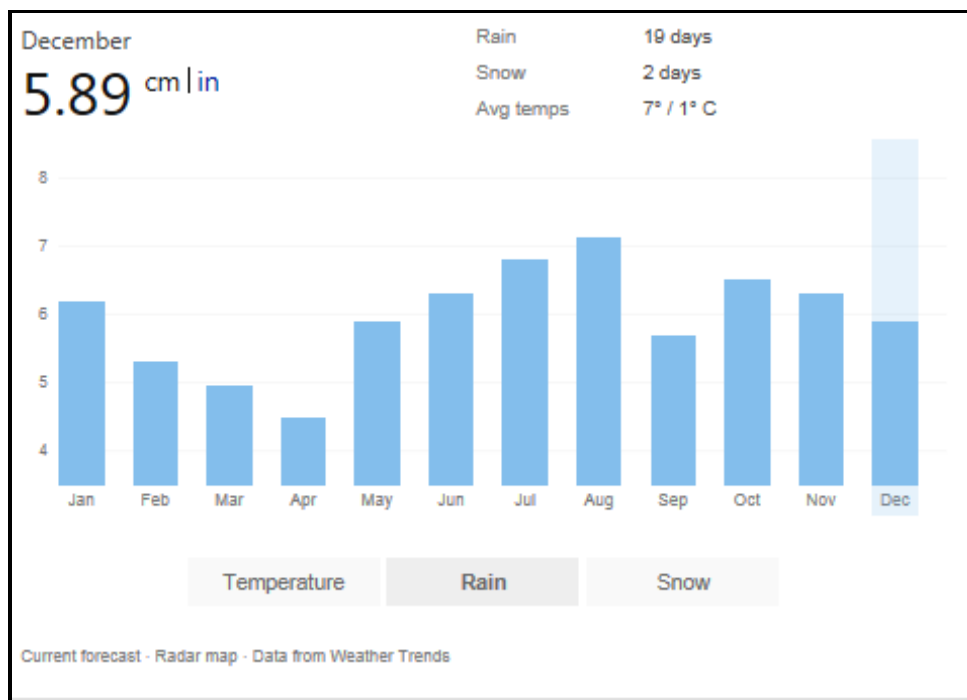 December
5.89 cm|in
Rain 19 days
Snow 2 days
Avg temps 7° / 1° C
8
7
6
5
4
Jan Feb Mar Apr May Jun Jul Aug Sep Oct Nov Dec
Temperature Rain Snow
Current forecast - Radar map - Data from Weather Trends